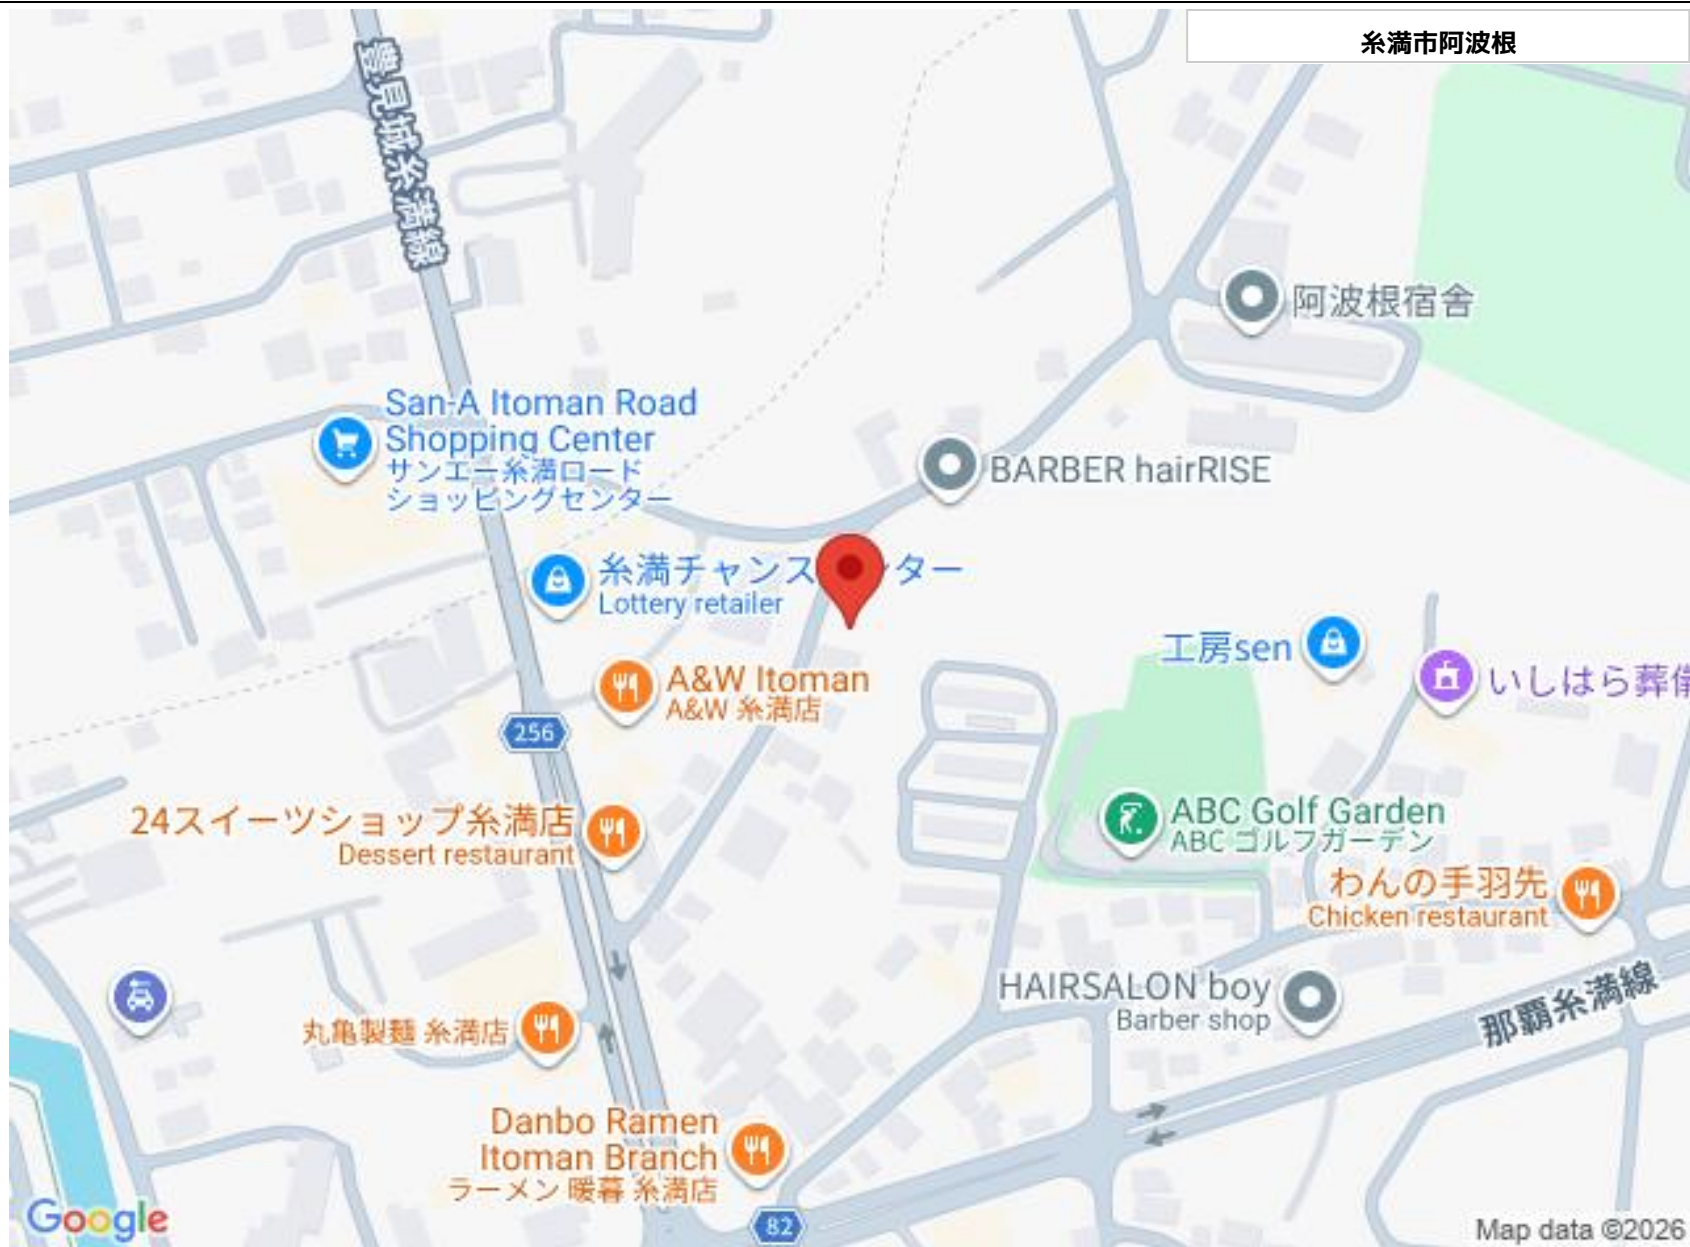 糸満市阿波根
豊見城糸満線
阿波根宿舎
San-A Itoman Road
Shopping Center
サンエー糸満ロード
ショッピングセンター
BARBER hairRISE
糸満チャンス
ター
Lottery retailer
工房sen
いしはら葬儀
A&W Itoman
A&W 糸満店
256
24スイーツショップ糸満店
Dessert restaurant
ABC Golf Garden
ABC ゴルフガーデン
わんの手羽先
Chicken restaurant
HAIRSALON boy
Barber shop
那覇糸満線
丸亀製麺 糸満店
Danbo Ramen
Itoman Branch
ラーメン 暖暮 糸満店
82
Google
Map data ©2026